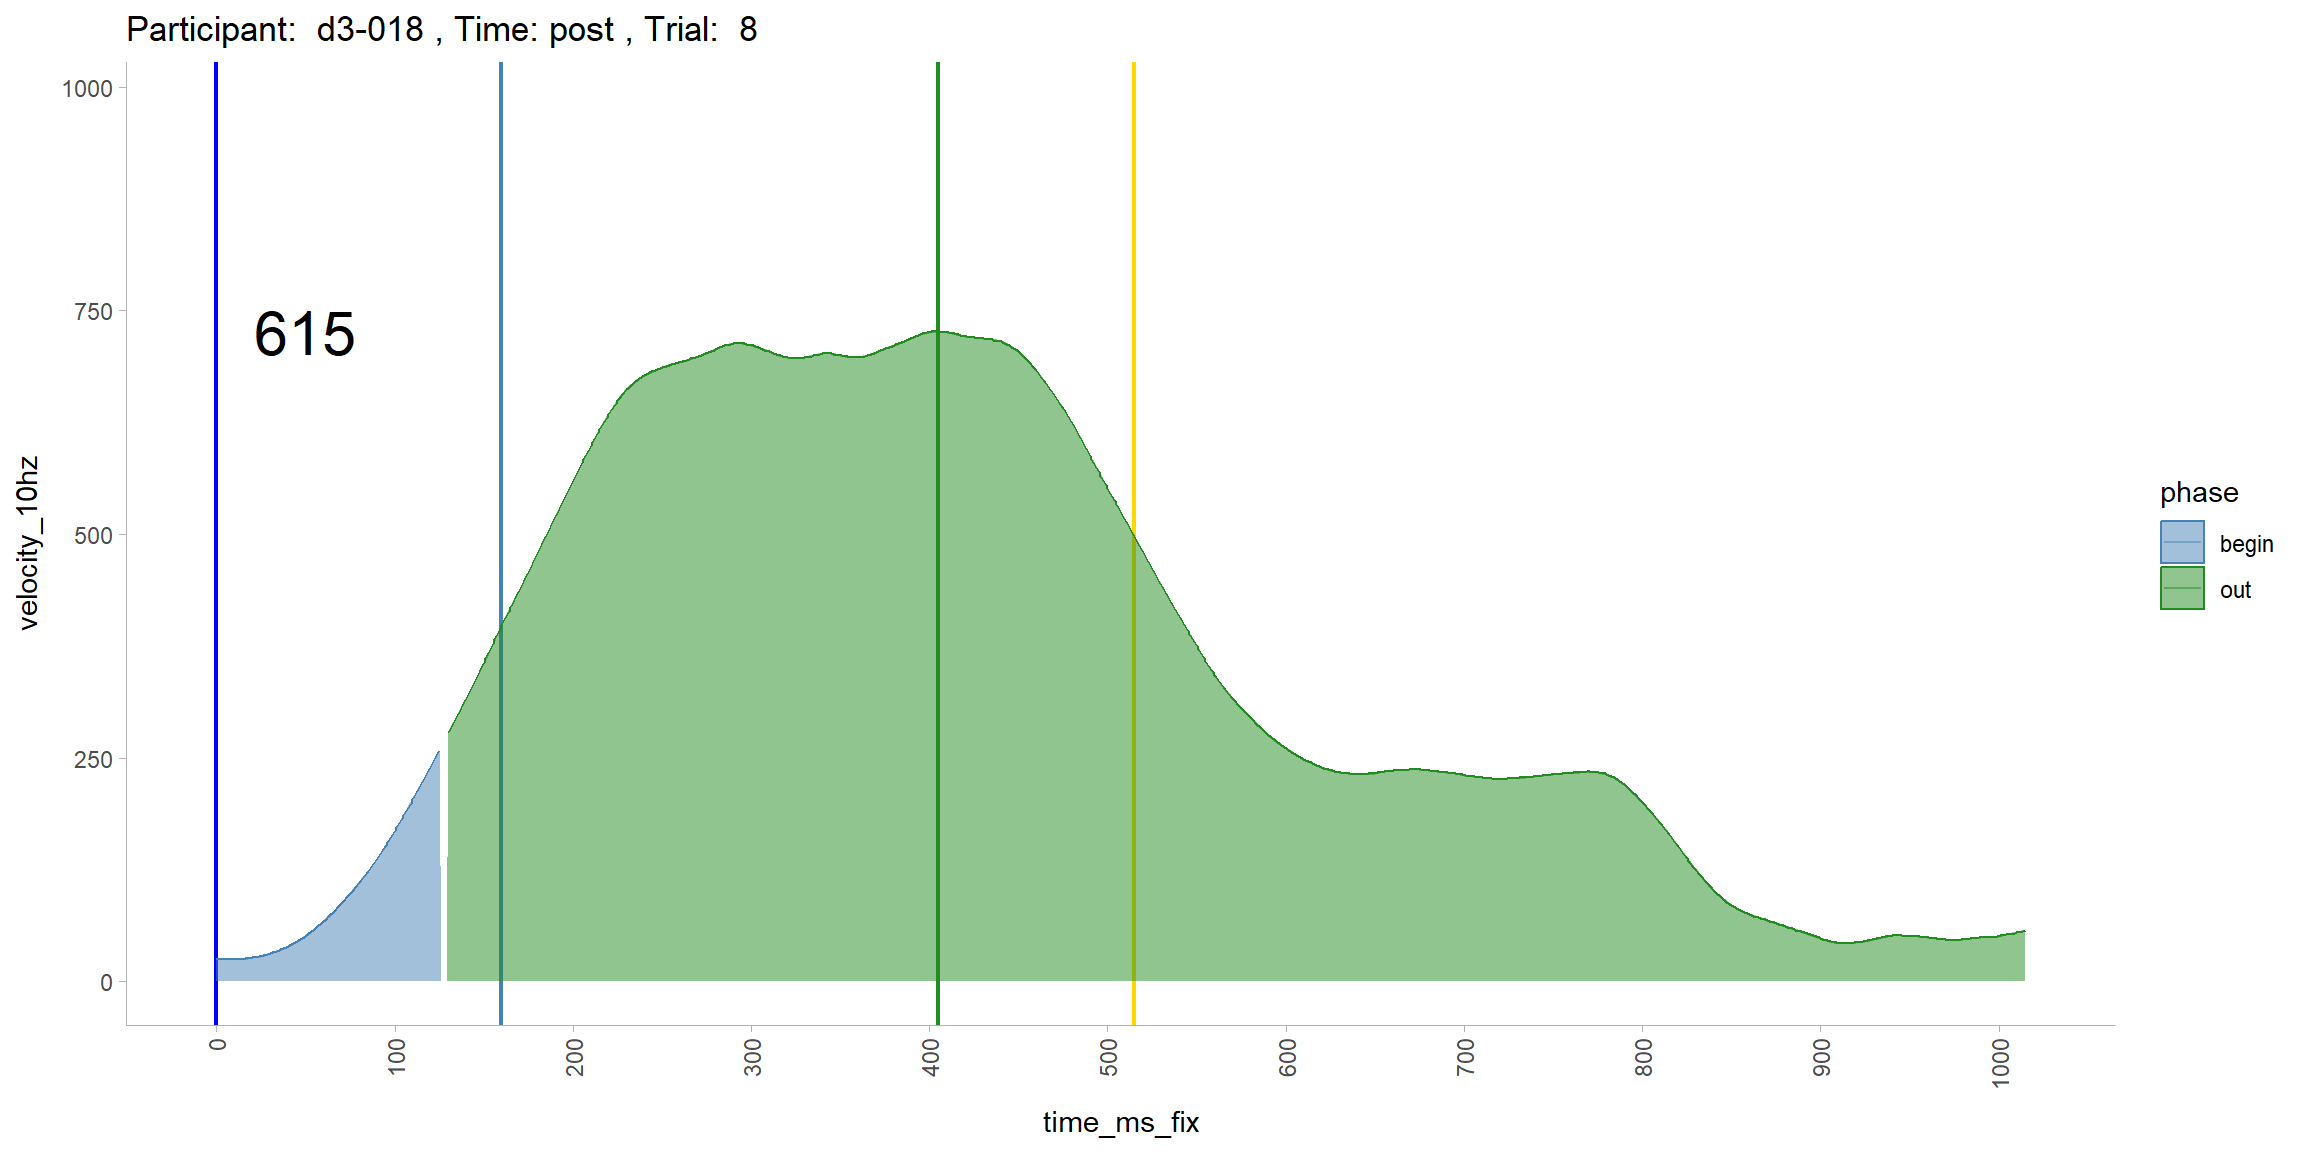 Participant:  d3-018 , Time: post , Trial:  8
1000
750
500
250
0
velocity_10hz
615
0 100 200 300 400 500 600 700 800 900 1000
time_ms_fix
phase
begin
out